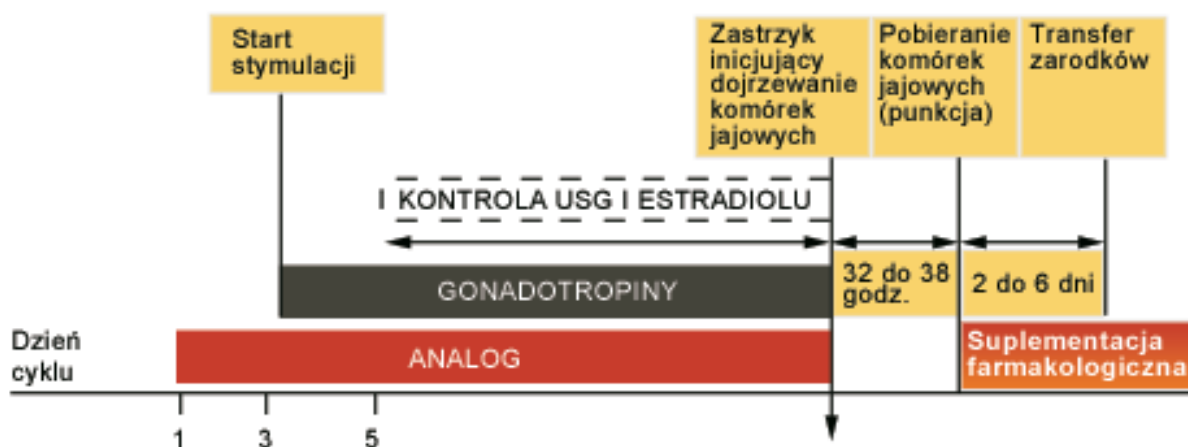 Start
stymulacji
Zastrzyk
inicjujący
dojrzewanie
komórek
jajowych
Pobieranie
komórek
jajowych
(punkcja)
Transfer
zarodków
I KONTROLA USG I ESTRADIOLU
GONADOTROPINY
32 do 38
godz.
2 do 6 dni
Dzień
cyklu
ANALOG
Suplementacja
farmakologiczna
1 3 5